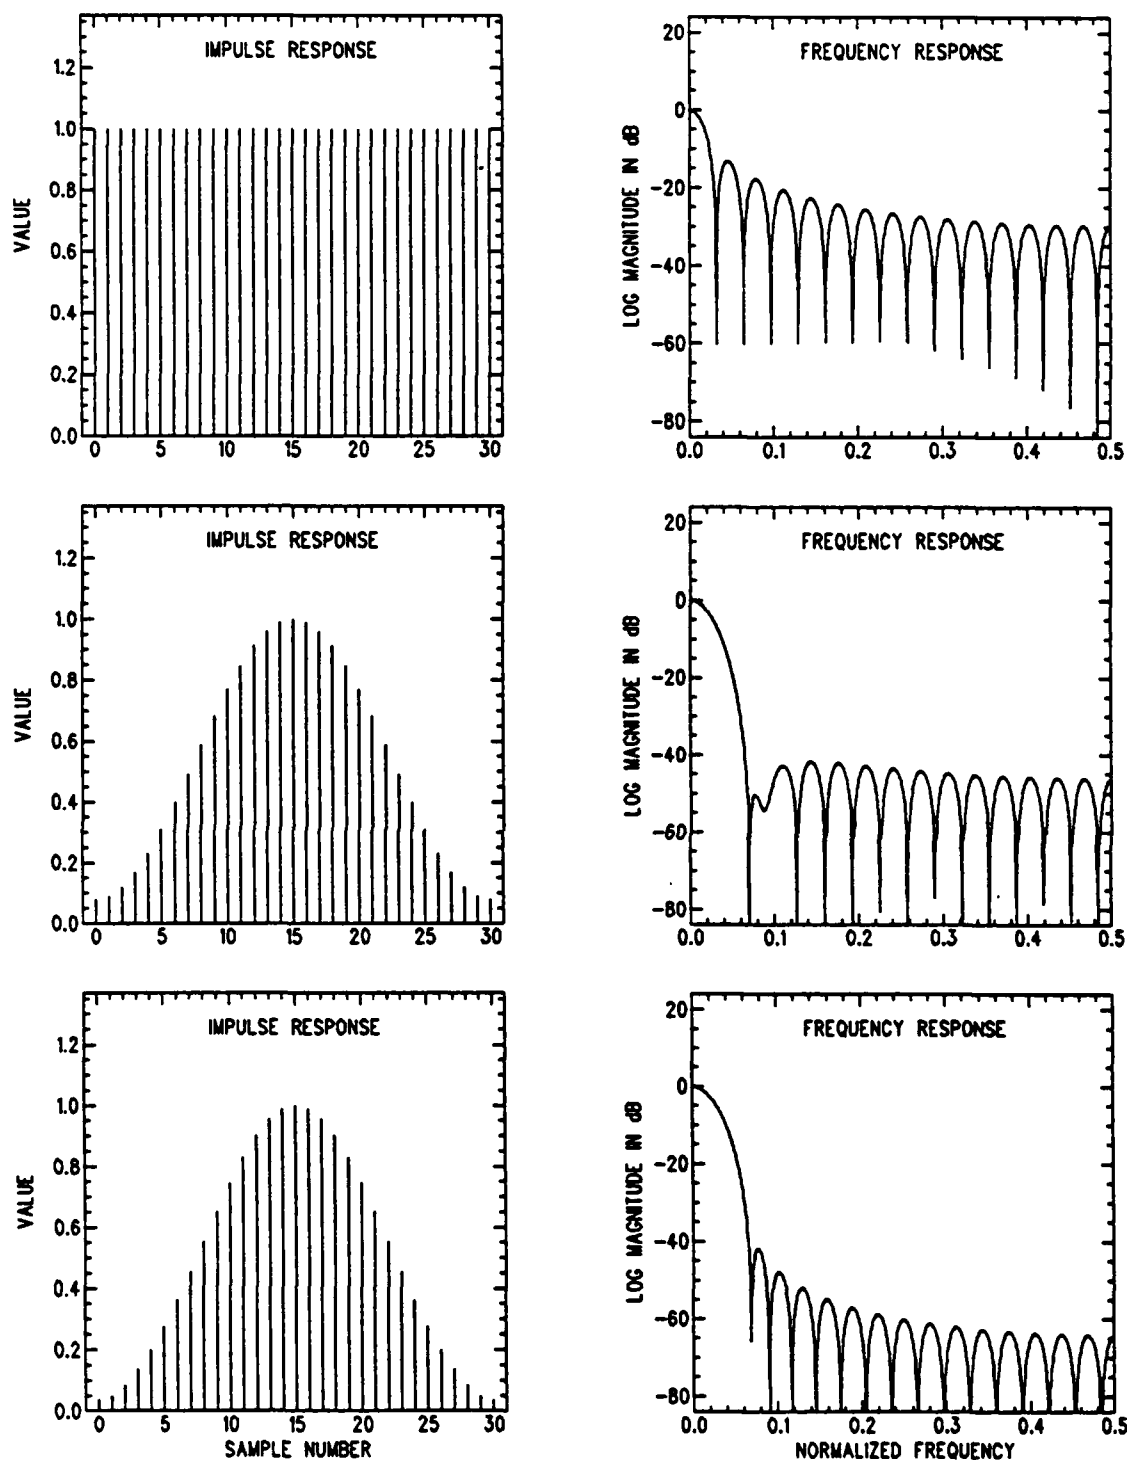 IMPULSE RESPONSE
VALUE
1.2
1.0
0.8
0.6
0.4
0.2
0.0
0 5 10 15 20 25 30
FREQUENCY RESPONSE
LOG MAGNITUDE IN dB
20
0
-20
-40
-60
-80
0.0 0.1 0.2 0.3 0.4 0.5
IMPULSE RESPONSE
VALUE
1.2
1.0
0.8
0.6
0.4
0.2
0.0
0 5 10 15 20 25 30
FREQUENCY RESPONSE
LOG MAGNITUDE IN dB
20
0
-20
-40
-60
-80
0.0 0.1 0.2 0.3 0.4 0.5
IMPULSE RESPONSE
VALUE
1.2
1.0
0.8
0.6
0.4
0.2
0.0
0 5 10 15 20 25 30
SAMPLE NUMBER
FREQUENCY RESPONSE
LOG MAGNITUDE IN dB
20
0
-20
-40
-60
-80
0.0 0.1 0.2 0.3 0.4 0.5
NORMALIZED FREQUENCY